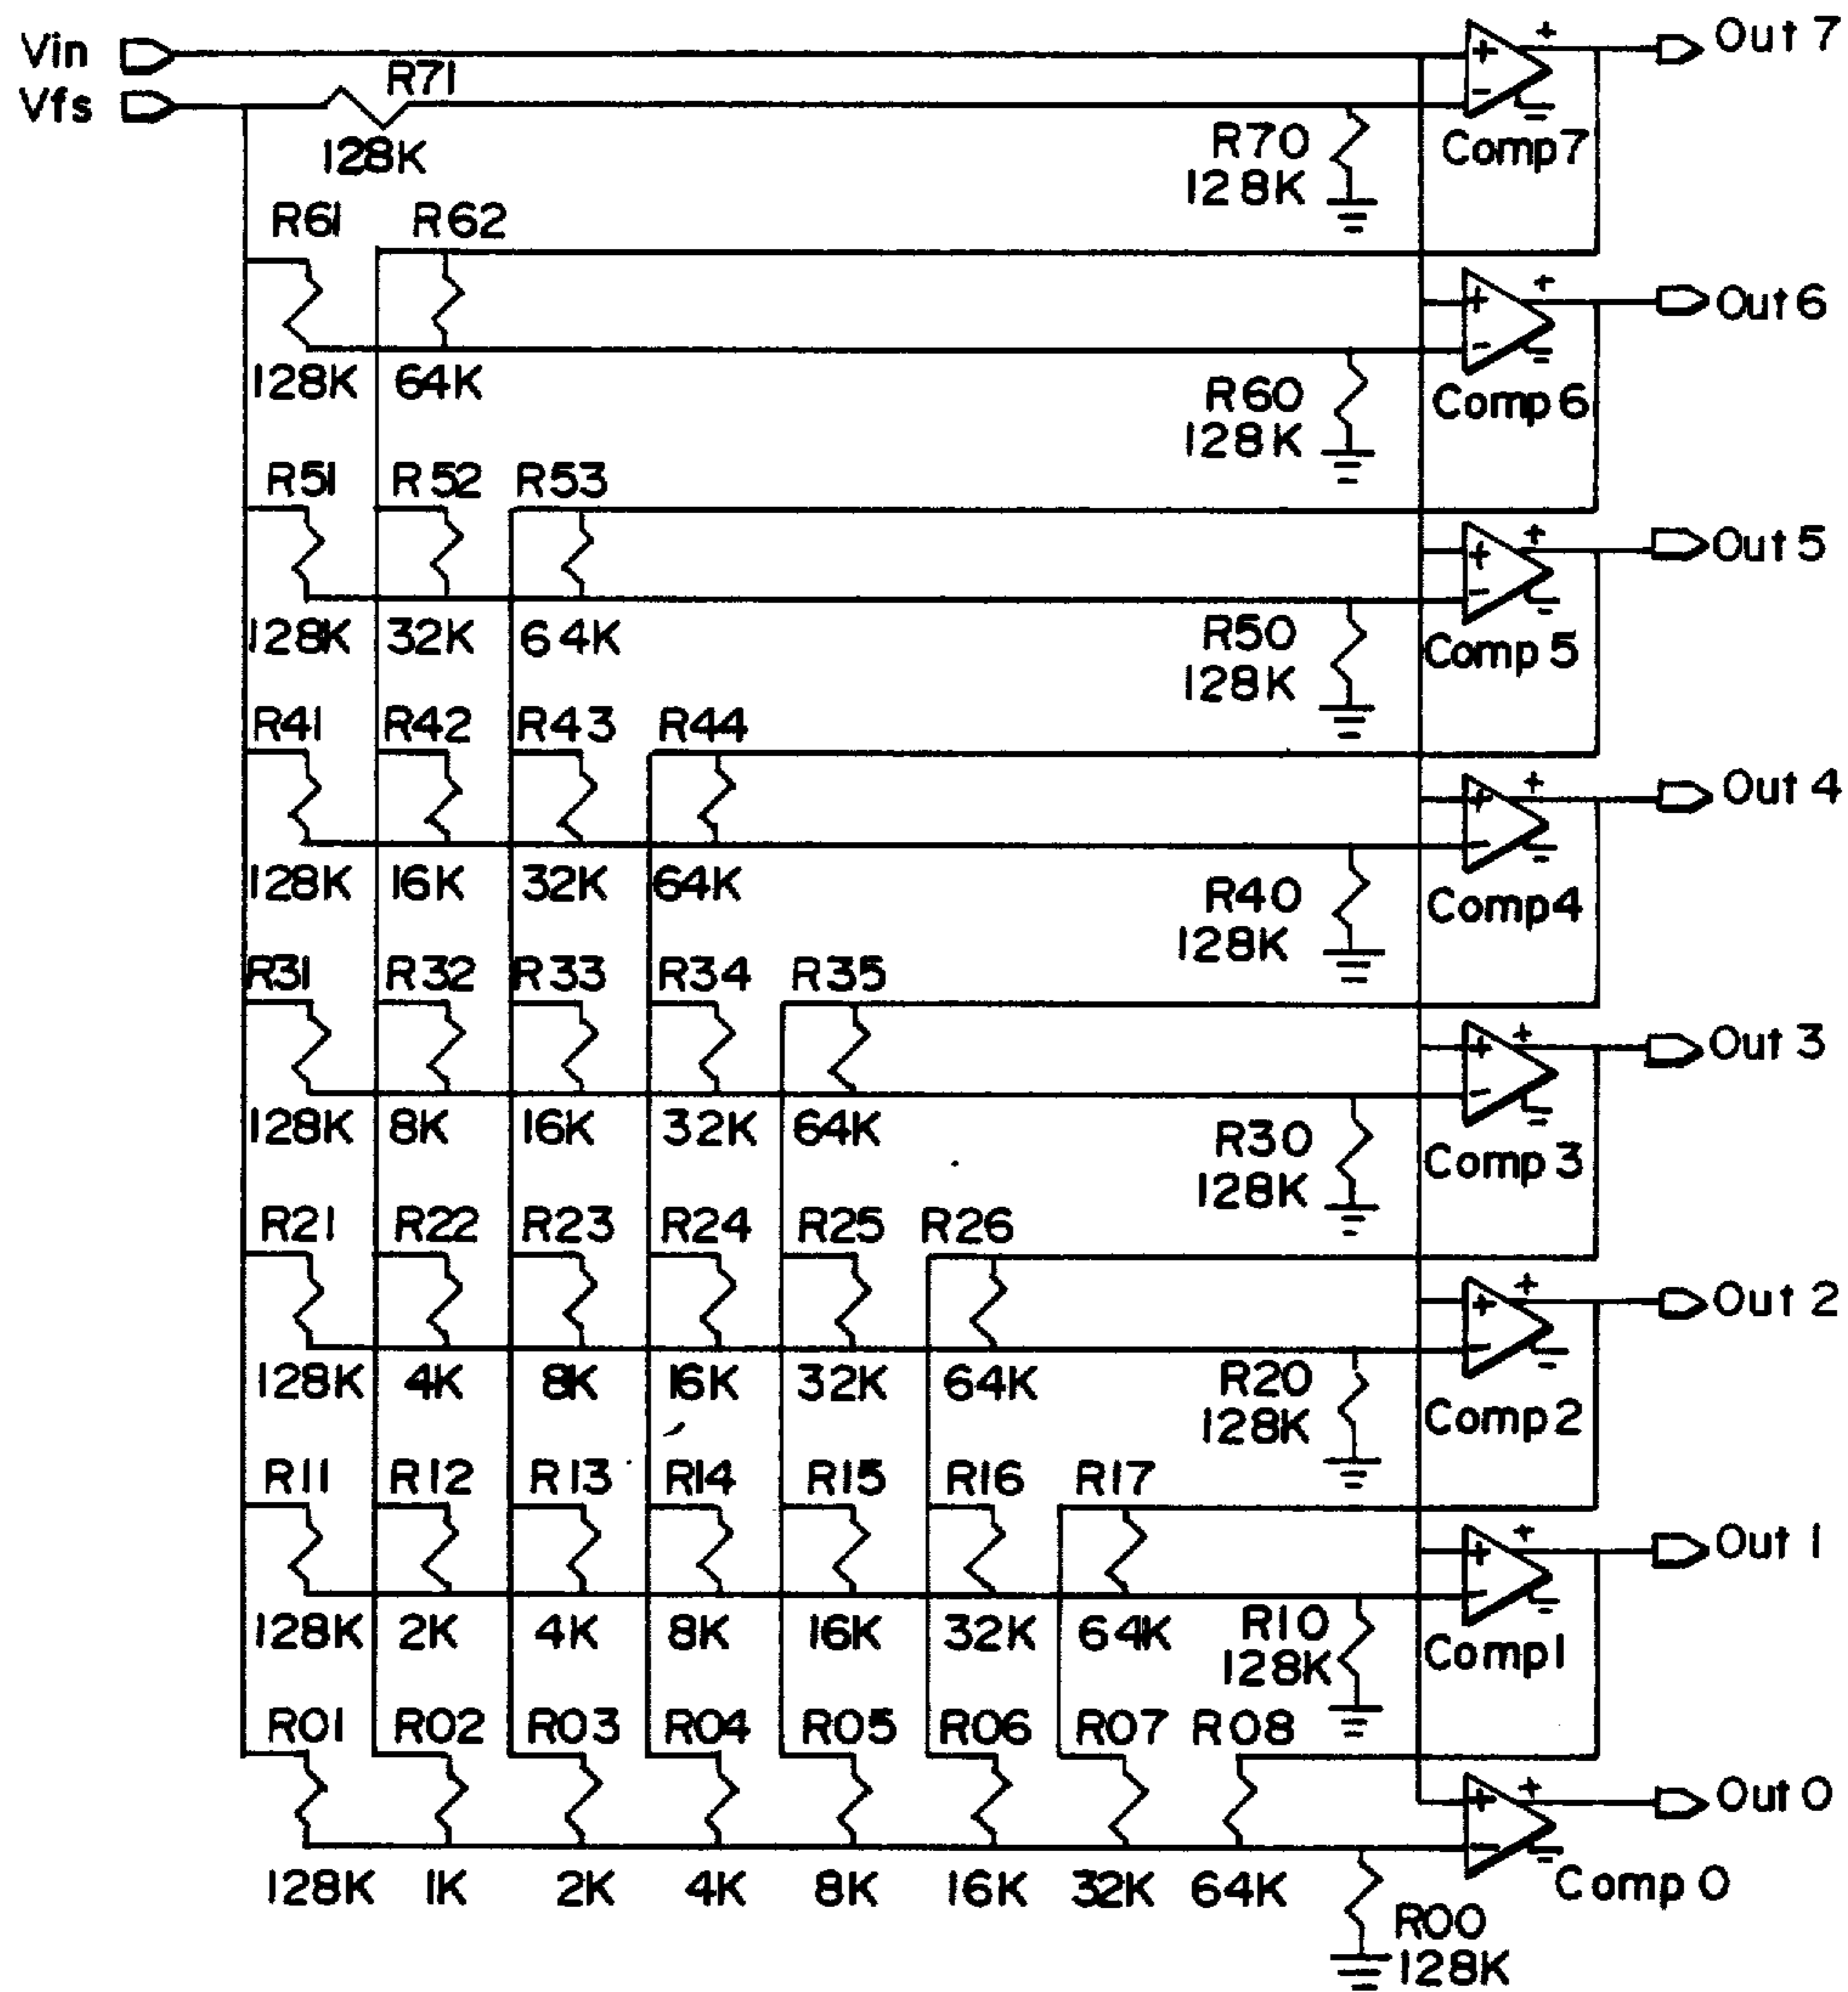 Vin
Vfs
R71
128K
+
-
+
Out 7
Comp7
R70
128K
R61
R62
128K
64K
+
-
+
Out6
Comp6
R60
128K
R51
R52
R53
128K
32K
64K
+
-
+
Out 5
Comp 5
R50
128K
R41
R42
R43
R44
128K
16K
32K
64K
+
-
+
Out 4
Comp4
R40
128K
R31
R32
R33
R34
R35
128K
8K
16K
32K
64K
+
-
+
Out 3
Comp 3
R30
128K
R21
R22
R23
R24
R25
R26
128K
4K
8K
16K
32K
64K
+
-
+
Out 2
Comp 2
R20
128K
R11
R12
R13
R14
R15
R16
R17
128K
2K
4K
8K
16K
32K
64K
+
-
+
Out 1
Comp1
R10
128K
R01
R02
R03
R04
R05
R06
R07
R08
128K
1K
2K
4K
8K
16K
32K
64K
+
-
+
Out 0
Comp 0
R00
128K